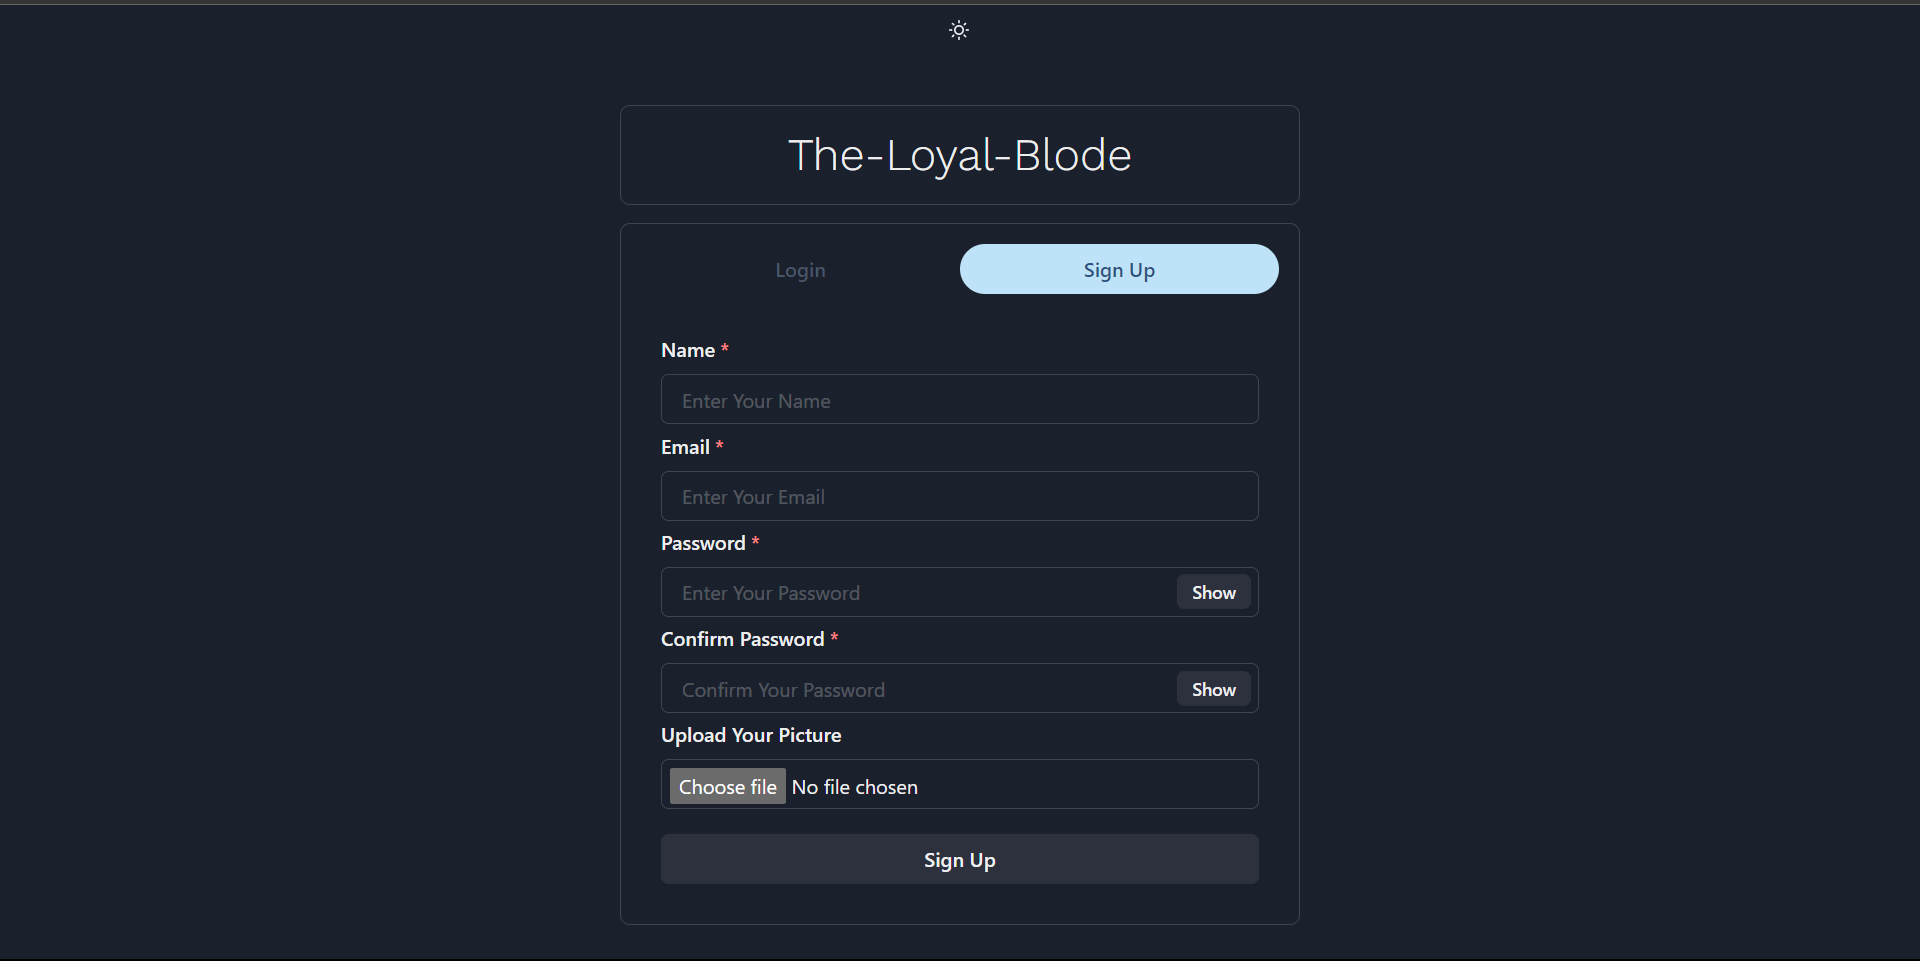 The-Loyal-Blode
Login
Sign Up
Name *
Enter Your Name
Email *
Enter Your Email
Password *
Enter Your Password
Show
Confirm Password *
Confirm Your Password
Show
Upload Your Picture
Choose file No file chosen
Sign Up